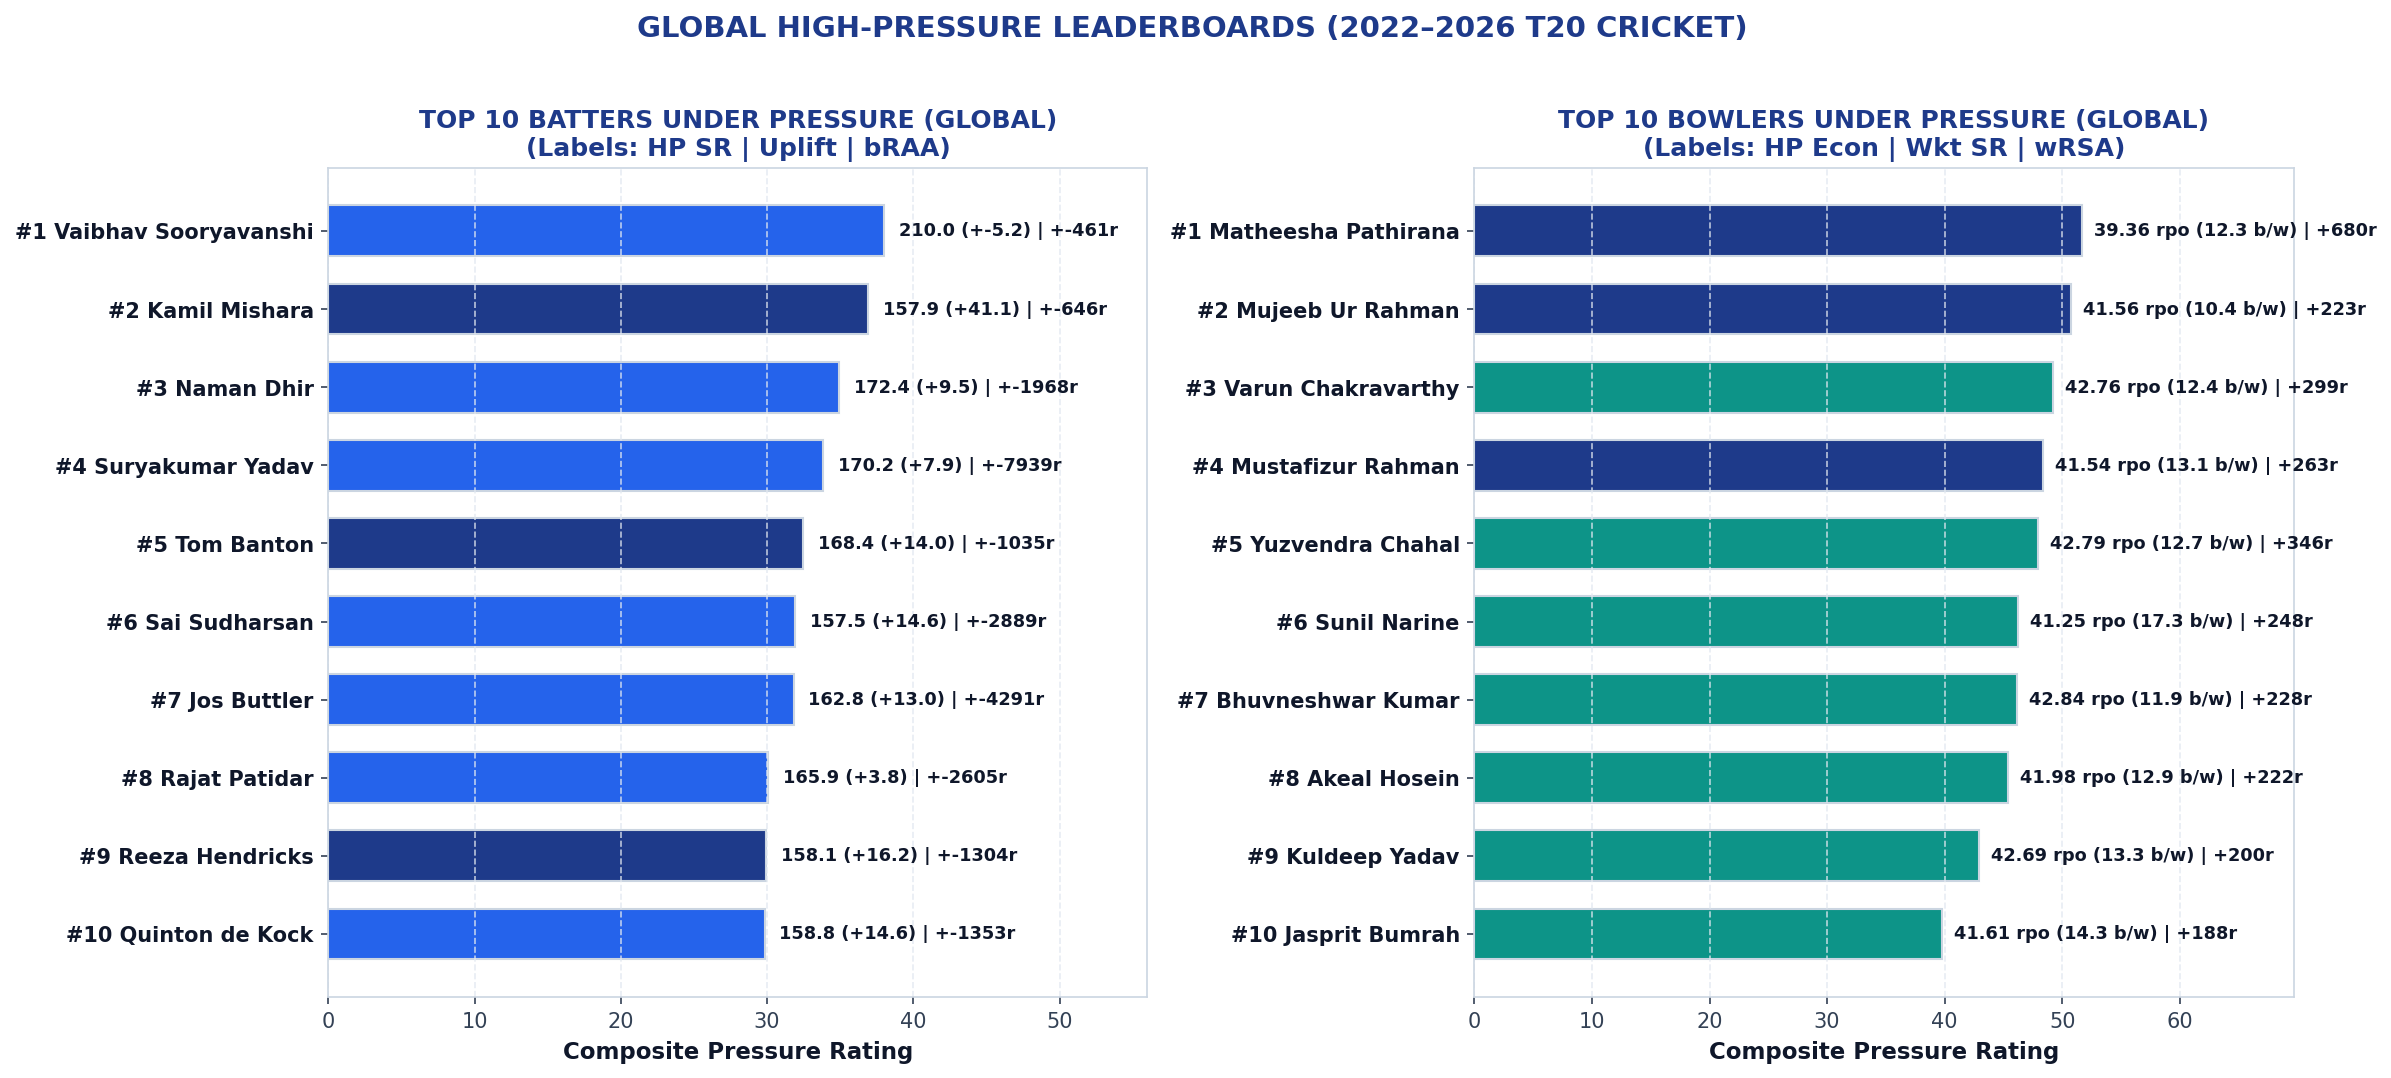 GLOBAL HIGH-PRESSURE LEADERBOARDS (2022–2026 T20 CRICKET)
TOP 10 BATTERS UNDER PRESSURE (GLOBAL)
(Labels: HP SR | Uplift | bRAA)
#1 Vaibhav Sooryavanshi 210.0 (+-5.2) | +-461r
#2 Kamil Mishara 157.9 (+41.1) | +-646r
#3 Naman Dhir 172.4 (+9.5) | +-1968r
#4 Suryakumar Yadav 170.2 (+7.9) | +-7939r
#5 Tom Banton 168.4 (+14.0) | +-1035r
#6 Sai Sudharsan 157.5 (+14.6) | +-2889r
#7 Jos Buttler 162.8 (+13.0) | +-4291r
#8 Rajat Patidar 165.9 (+3.8) | +-2605r
#9 Reeza Hendricks 158.1 (+16.2) | +-1304r
#10 Quinton de Kock 158.8 (+14.6) | +-1353r
0 10 20 30 40 50
Composite Pressure Rating
TOP 10 BOWLERS UNDER PRESSURE (GLOBAL)
(Labels: HP Econ | Wkt SR | wRSA)
#1 Matheesha Pathirana 39.36 rpo (12.3 b/w) | +680r
#2 Mujeeb Ur Rahman 41.56 rpo (10.4 b/w) | +223r
#3 Varun Chakravarthy 42.76 rpo (12.4 b/w) | +299r
#4 Mustafizur Rahman 41.54 rpo (13.1 b/w) | +263r
#5 Yuzvendra Chahal 42.79 rpo (12.7 b/w) | +346r
#6 Sunil Narine 41.25 rpo (17.3 b/w) | +248r
#7 Bhuvneshwar Kumar 42.84 rpo (11.9 b/w) | +228r
#8 Akeal Hosein 41.98 rpo (12.9 b/w) | +222r
#9 Kuldeep Yadav 42.69 rpo (13.3 b/w) | +200r
#10 Jasprit Bumrah 41.61 rpo (14.3 b/w) | +188r
0 10 20 30 40 50 60
Composite Pressure Rating